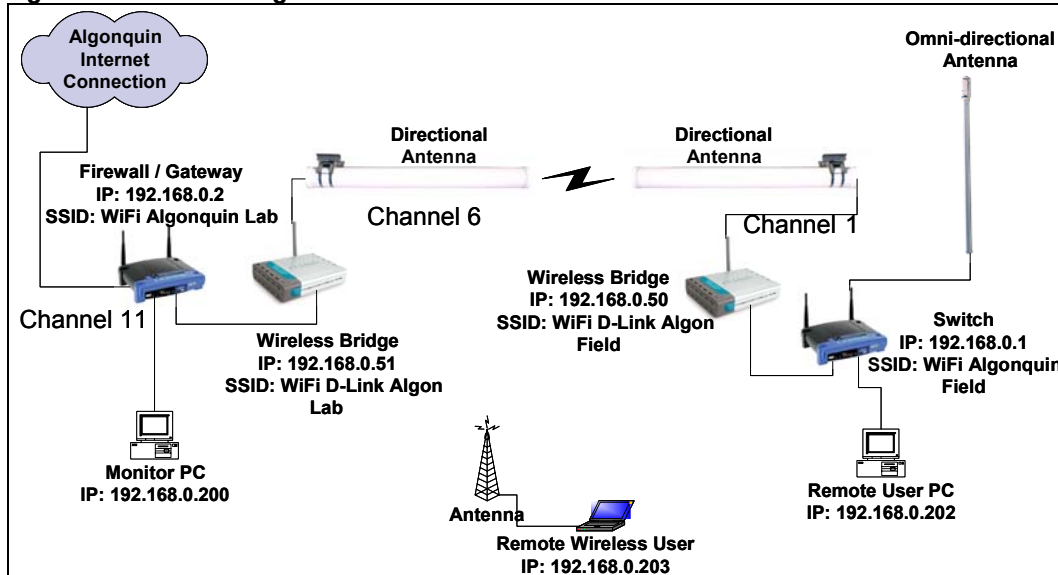 Algonquin
Internet
Connection
Omni-directional
Antenna
Directional
Antenna
Directional
Antenna
Firewall / Gateway
IP: 192.168.0.2
SSID: WiFi Algonquin Lab
Channel 6
Channel 1
Channel 11
Wireless Bridge
IP: 192.168.0.51
SSID: WiFi D-Link Algon
Lab
Wireless Bridge
IP: 192.168.0.50
SSID: WiFi D-Link Algon
Field
Switch
IP: 192.168.0.1
SSID: WiFi Algonquin
Field
Monitor PC
IP: 192.168.0.200
Antenna
Remote Wireless User
IP: 192.168.0.203
Remote User PC
IP: 192.168.0.202